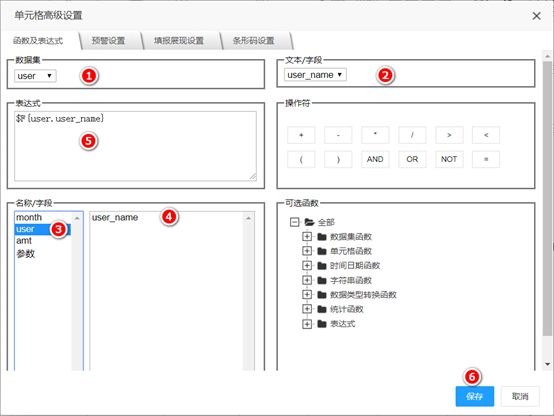 单元格高级设置
函数及表达式 预警设置 填报展现设置 条形码设置
数据集
user
1
文本/字段
user_name
2
表达式
$F{user.user_name}
5
操作符
+ - * / > <
( ) AND OR NOT =
名称/字段
month
user
3
amt
参数
user_name
4
可选函数
全部
数据集函数
单元格函数
时间日期函数
字符串函数
数据类型转换函数
统计函数
表达式
6
保存 取消